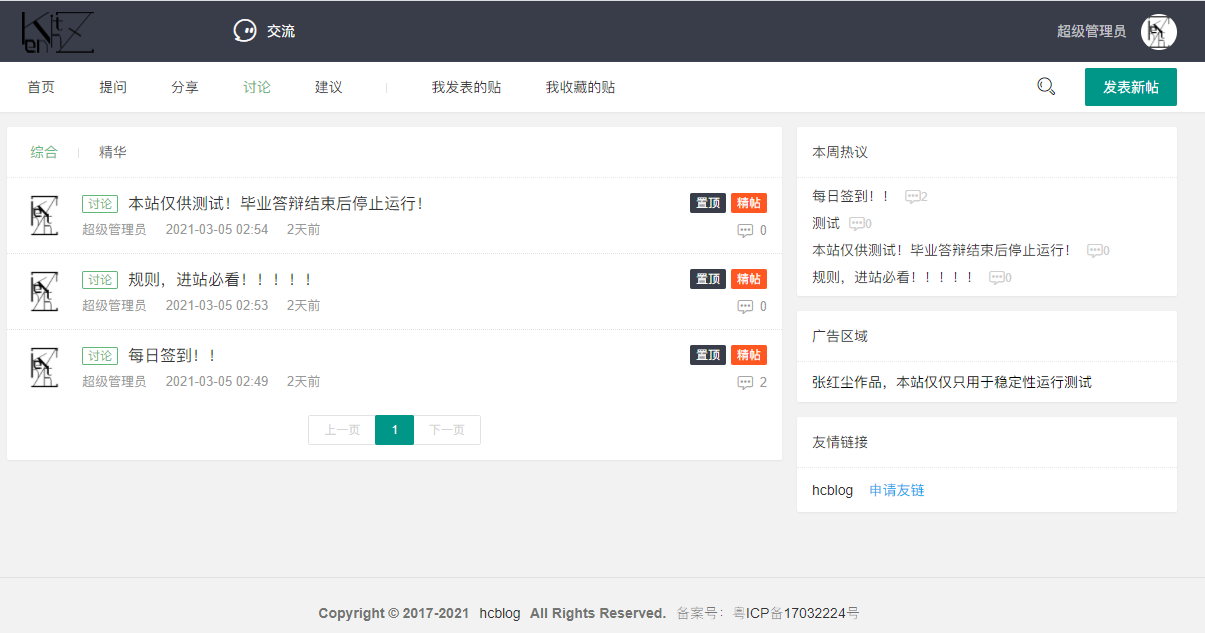 交流 超级管理员
首页 提问 分享 讨论 建议 我发表的贴 我收藏的贴 发表新帖
综合 精华
讨论 本站仅供测试！毕业答辩结束后停止运行！ 置顶 精帖
超级管理员 2021-03-05 02:54 2天前 0
讨论 规则，进站必看！！！！！ 置顶 精帖
超级管理员 2021-03-05 02:53 2天前 0
讨论 每日签到！！ 置顶 精帖
超级管理员 2021-03-05 02:49 2天前 2
上一页 1 下一页
本周热议
每日签到！！ 2
测试 0
本站仅供测试！毕业答辩结束后停止运行！ 0
规则，进站必看！！！！！ 0
广告区域
张红尘作品，本站仅仅只用于稳定性运行测试
友情链接
hcblog 申请友链
Copyright © 2017-2021 hcblog All Rights Reserved. 备案号：粤ICP备17032224号